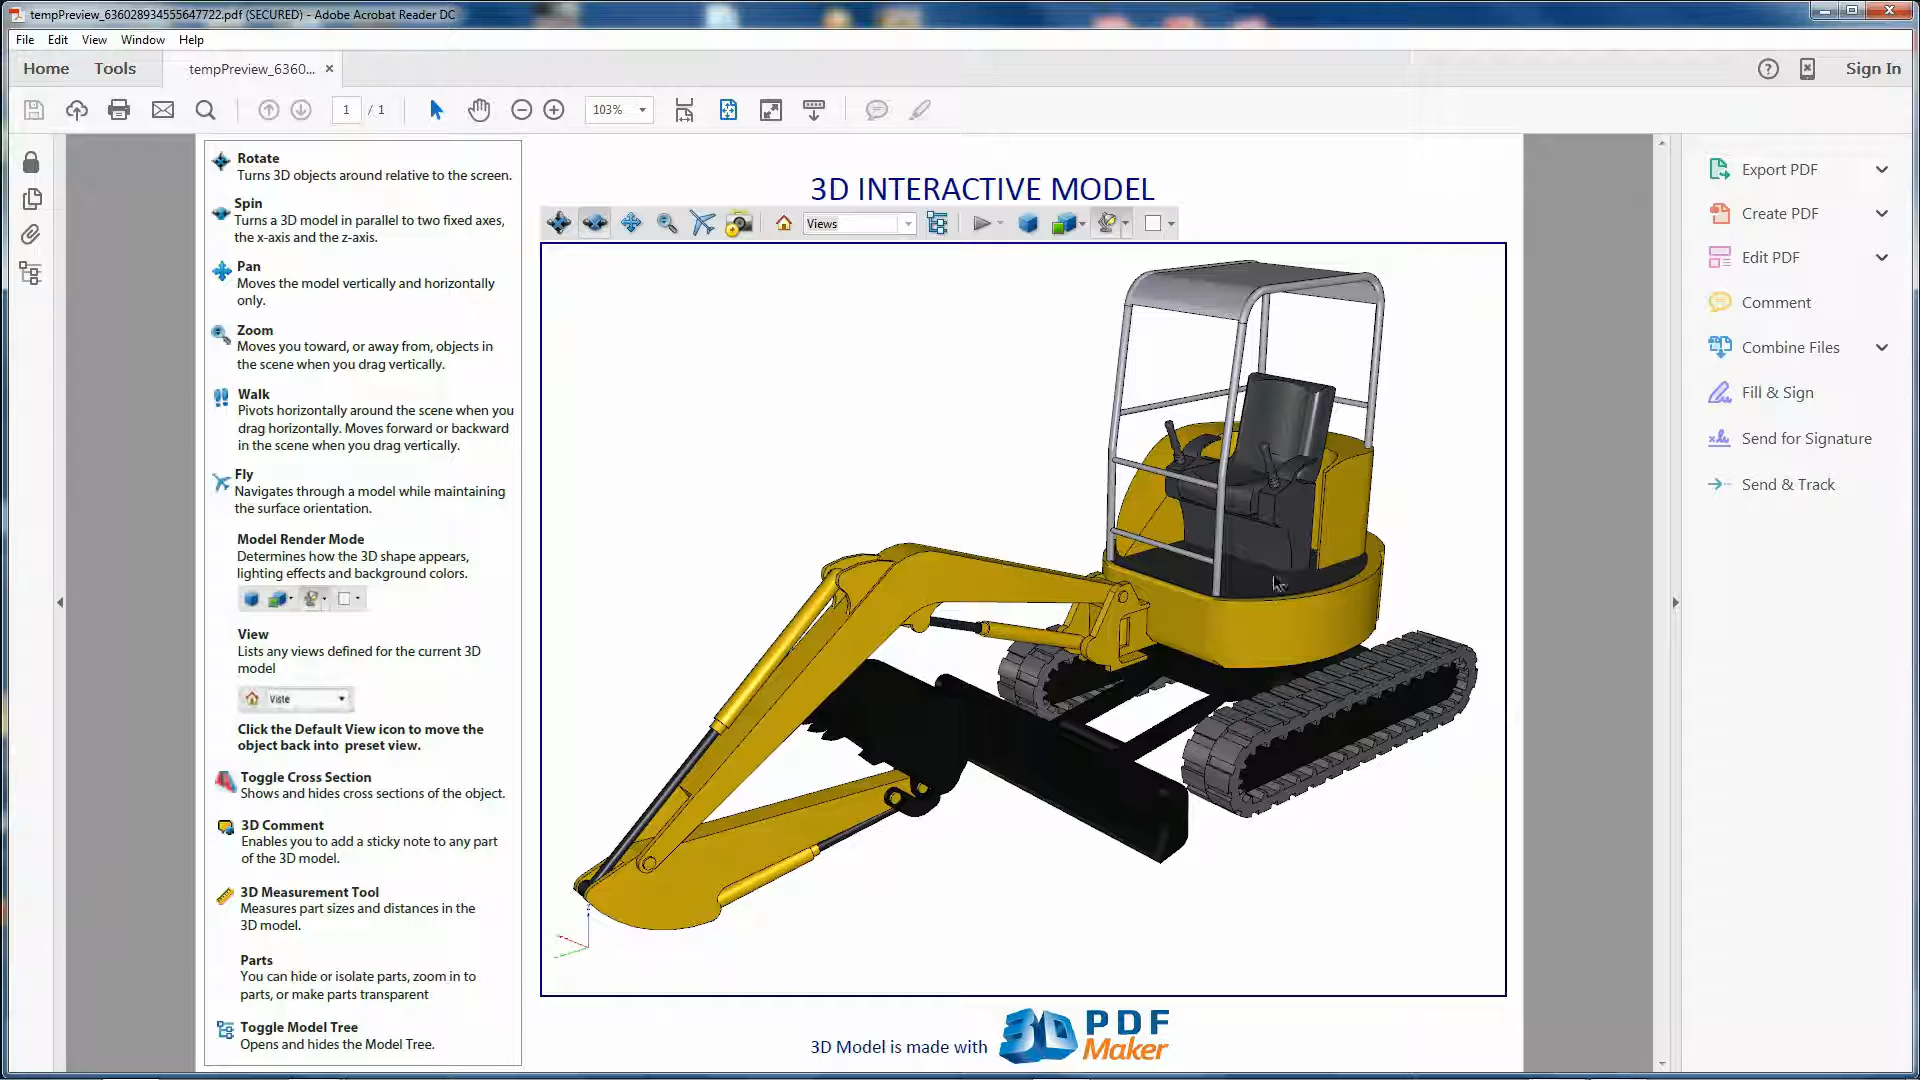 tempPreview_636028934555647722.pdf (SECURED) - Adobe Acrobat Reader DC
File Edit View Window Help
Home Tools tempPreview_6360... × Sign In
1 / 1 103%
Rotate
Turns 3D objects around relative to the screen.
Spin
Turns a 3D model in parallel to two fixed axes,
the x-axis and the z-axis.
Pan
Moves the model vertically and horizontally
only.
Zoom
Moves you toward, or away from, objects in
the scene when you drag vertically.
Walk
Pivots horizontally around the scene when you
drag horizontally. Moves forward or backward
in the scene when you drag vertically.
Fly
Navigates through a model while maintaining
the surface orientation.
Model Render Mode
Determines how the 3D shape appears,
lighting effects and background colors.
View
Lists any views defined for the current 3D
model
Viste
Click the Default View icon to move the
object back into preset view.
Toggle Cross Section
Shows and hides cross sections of the object.
3D Comment
Enables you to add a sticky note to any part
of the 3D model.
3D Measurement Tool
Measures part sizes and distances in the
3D model.
Parts
You can hide or isolate parts, zoom in to
parts, or make parts transparent
Toggle Model Tree
Opens and hides the Model Tree.
3D INTERACTIVE MODEL
Views
3D Model is made with
3D PDF
Maker
Export PDF
Create PDF
Edit PDF
Comment
Combine Files
Fill & Sign
Send for Signature
Send & Track